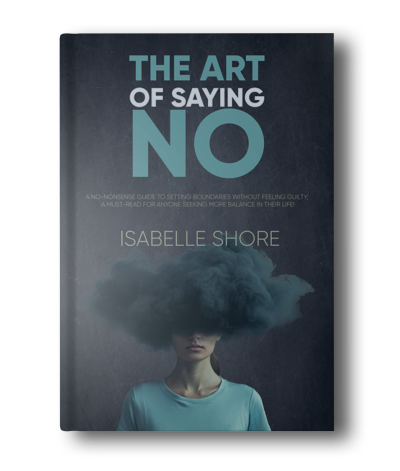 THE ART
OF SAYING
NO
A NO-NONSENSE GUIDE TO SETTING BOUNDARIES WITHOUT FEELING GUILTY.
A MUST-READ FOR ANYONE SEEKING MORE BALANCE IN THEIR LIFE!
ISABELLE SHORE